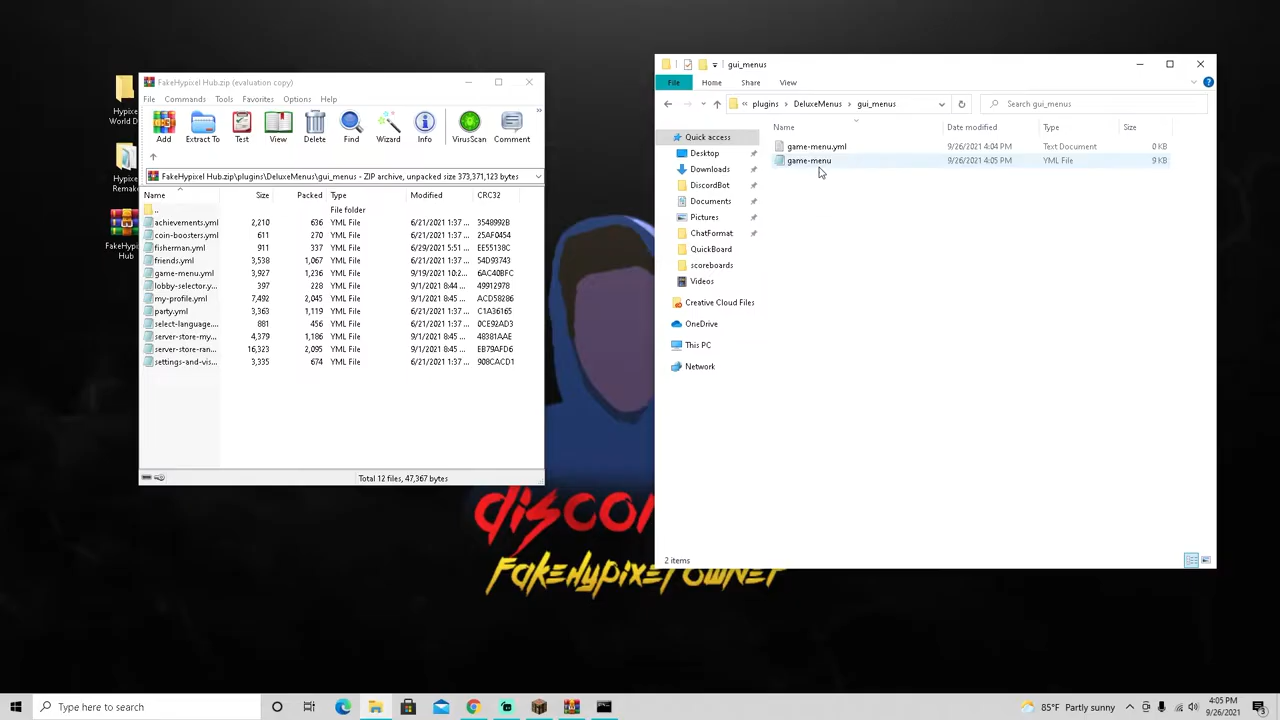 FakeHypixel Hub.zip (evaluation copy)
File Commands Tools Favorites Options Help
Add Extract To Test View Delete Find Wizard Info VirusScan Comment
FakeHypixel Hub.zip\plugins\DeluxeMenus\gui_menus - ZIP archive, unpacked size 373,371,123 bytes
Name Size Packed Type Modified CRC32
.. File folder
achievements.yml 2,210 636 YML File 6/21/2021 1:37 ... 3548992B
coin-boosters.yml 611 270 YML File 6/21/2021 1:37 ... 25AF0454
fisherman.yml 911 337 YML File 6/29/2021 5:51 ... EE55138C
friends.yml 3,538 1,067 YML File 6/21/2021 1:37 ... 54D93743
game-menu.yml 3,927 1,236 YML File 9/19/2021 10:2... 6AC40BFC
lobby-selector.y... 397 228 YML File 9/1/2021 8:44 ... 49912978
my-profile.yml 7,492 2,045 YML File 9/1/2021 8:45 ... ACD58286
party.yml 3,363 1,119 YML File 6/21/2021 1:37 ... C1A36165
select-language.... 881 456 YML File 6/21/2021 1:37 ... 0CE92AD3
server-store-my... 4,379 1,186 YML File 9/1/2021 8:45 ... 48381AAE
server-store-ran... 16,323 2,095 YML File 9/1/2021 8:45 ... EB79AFD6
settings-and-vis... 3,335 674 YML File 6/21/2021 1:37 ... 908CACD1
Total 12 files, 47,367 bytes
Hypixe
World D
Hypixel
Remak
FakeHypi
Hub
gui_menus
File Home Share View
« plugins › DeluxeMenus › gui_menus
Search gui_menus
Name Date modified Type Size
game-menu.yml 9/26/2021 4:04 PM Text Document 0 KB
game-menu 9/26/2021 4:05 PM YML File 9 KB
Quick access
Desktop
Downloads
DiscordBot
Documents
Pictures
ChatFormat
QuickBoard
scoreboards
Videos
Creative Cloud Files
OneDrive
This PC
Network
2 items
discor
FakeHypixel Owner
Type here to search
85°F Partly sunny
4:05 PM
9/26/2021
3